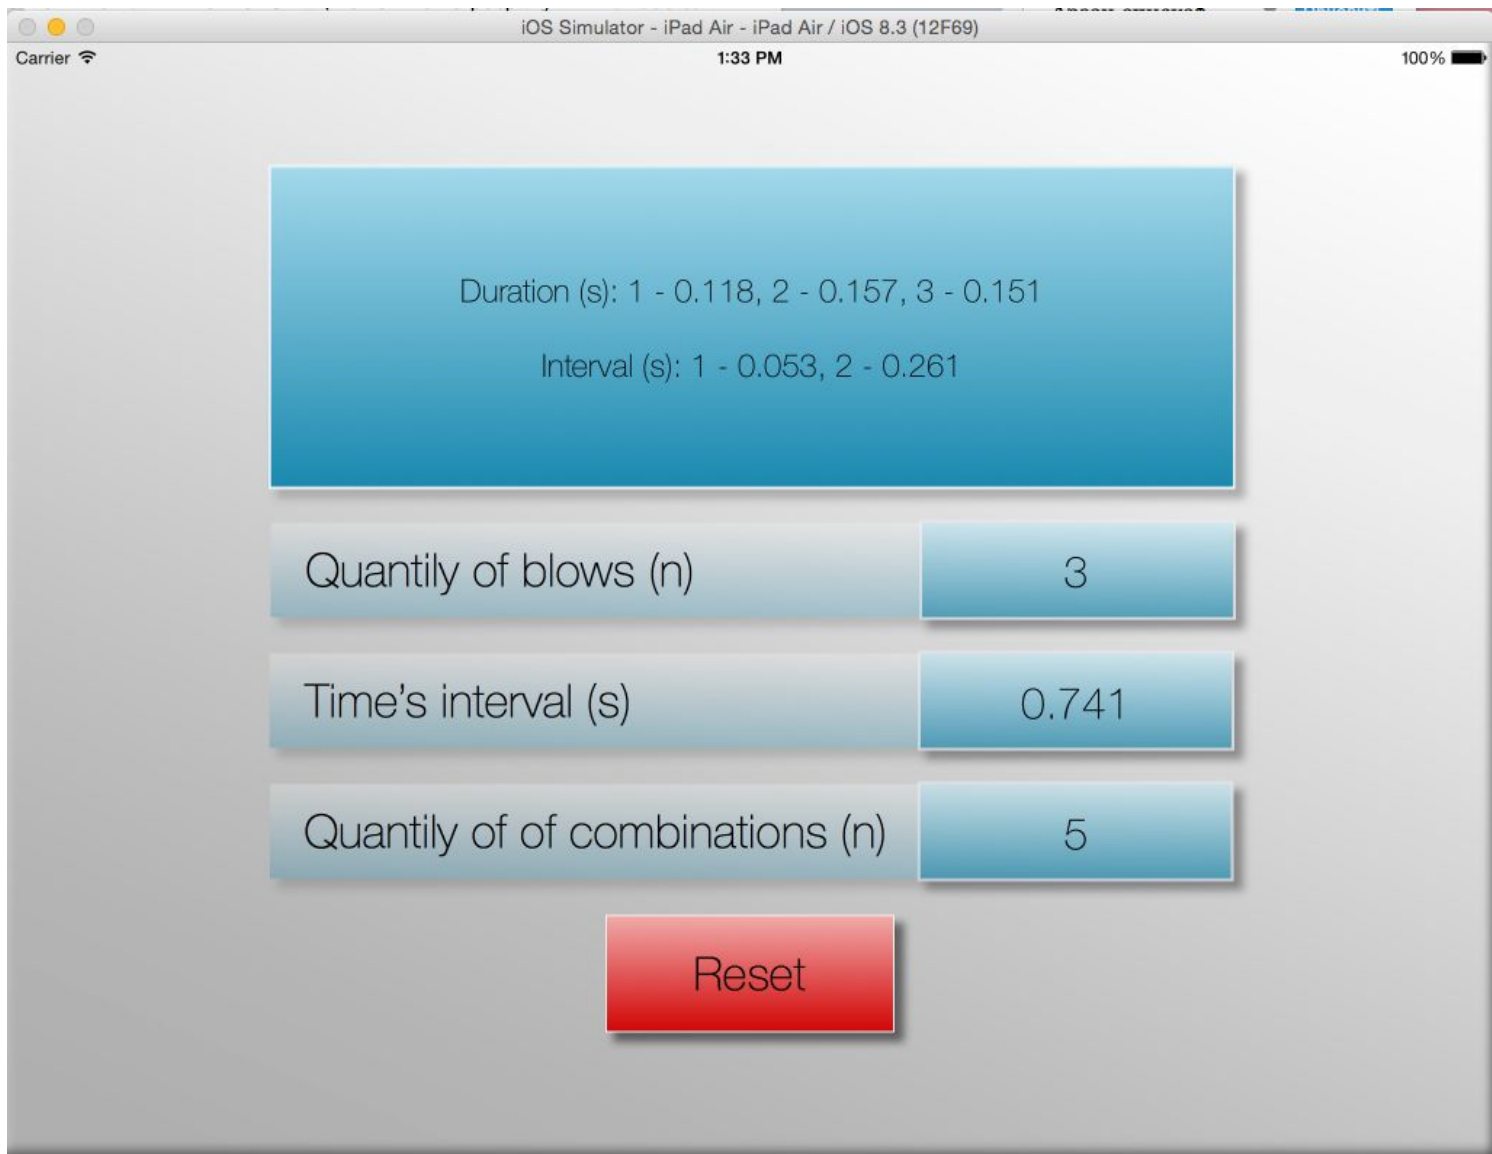 iOS Simulator - iPad Air - iPad Air / iOS 8.3 (12F69)
Carrier 1:33 PM 100%
Duration (s): 1 - 0.118, 2 - 0.157, 3 - 0.151
Interval (s): 1 - 0.053, 2 - 0.261
Quantily of blows (n) 3
Time's interval (s) 0.741
Quantily of of combinations (n) 5
Reset